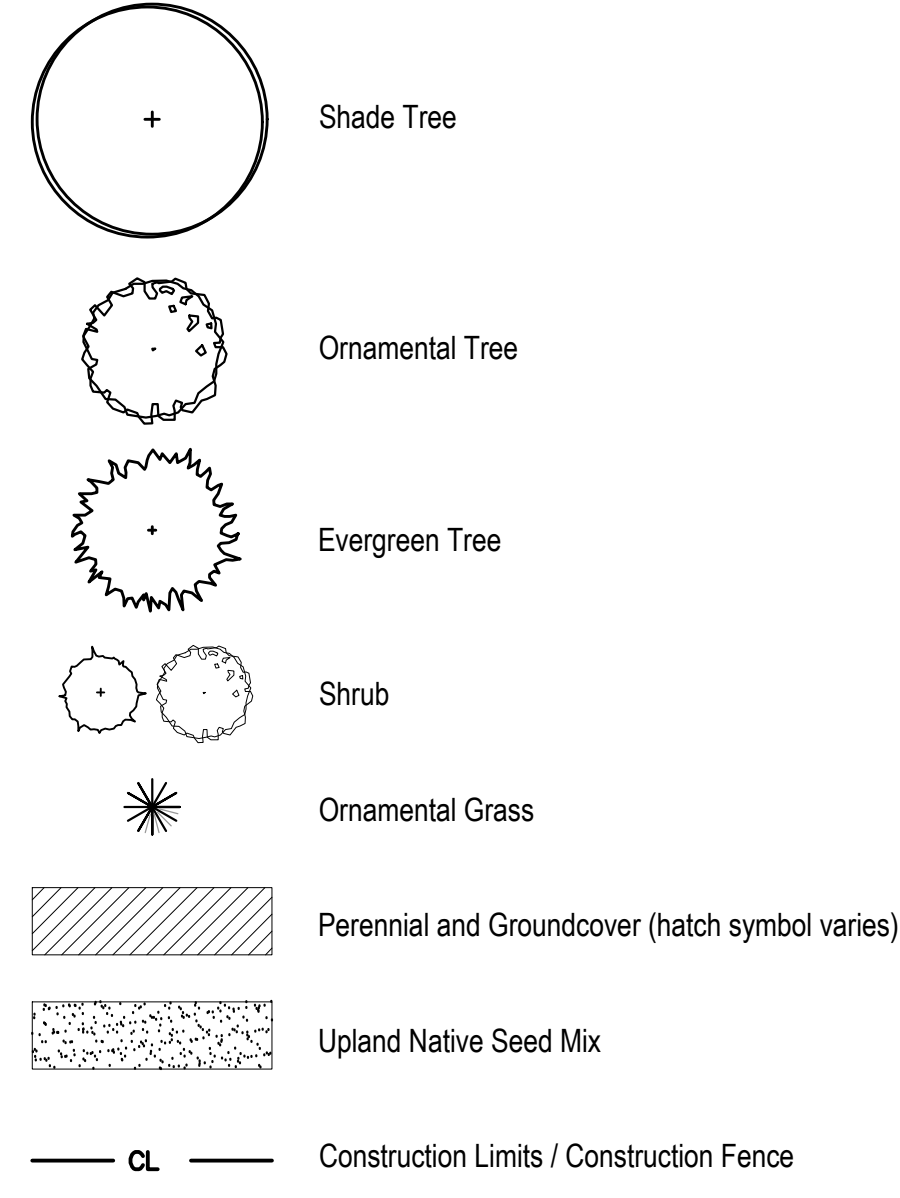 Shade Tree
Ornamental Tree
Evergreen Tree
Shrub
Ornamental Grass
Perennial and Groundcover (hatch symbol varies)
Upland Native Seed Mix
CL Construction Limits / Construction Fence